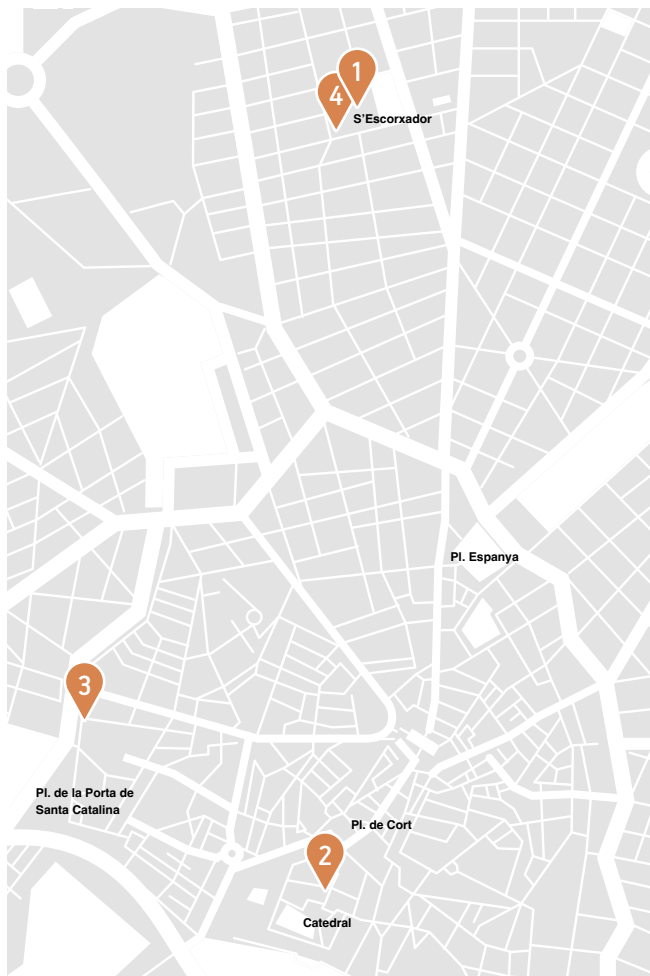 1
4
S'Escorxador
Pl. Espanya
3
Pl. de la Porta de
Santa Catalina
Pl. de Cort
2
Catedral